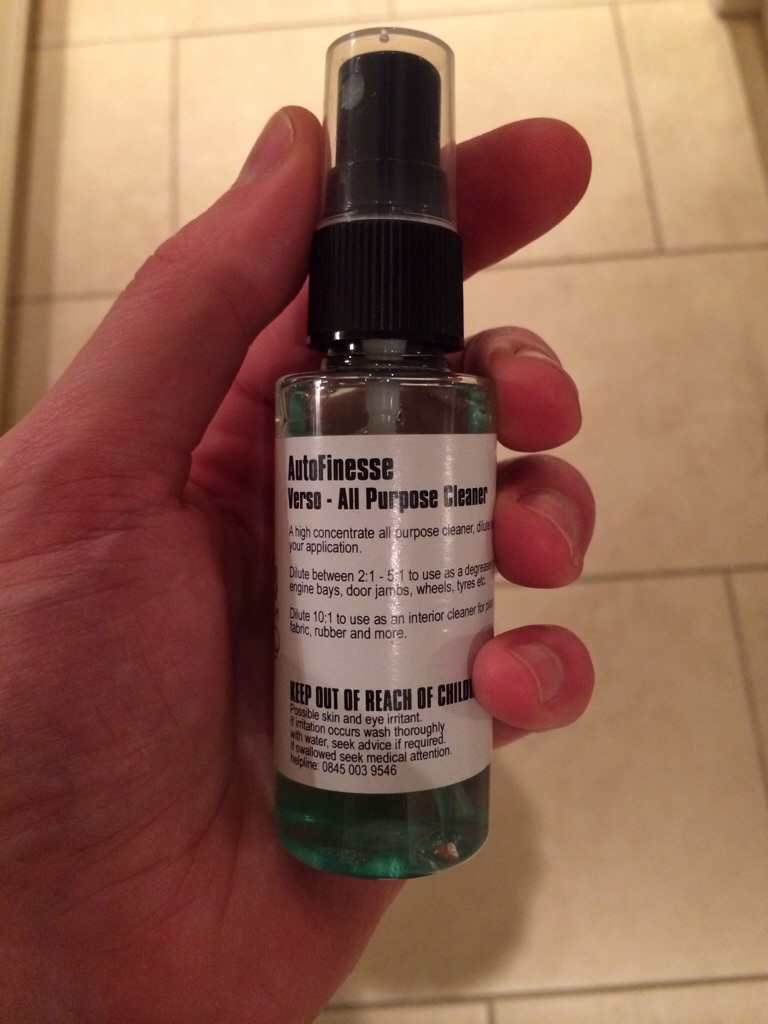 AutoFinesse
Verso - All Purpose Cleaner
A high concentrate all purpose cleaner, dilute
your application.
Dilute between 2:1 - 5:1 to use as a degreaser
engine bays, door jambs, wheels, tyres etc.
Dilute 10:1 to use as an interior cleaner for
fabric, rubber and more.
KEEP OUT OF REACH OF
Possible skin and eye irritant.
If irritation occurs wash thoroughly
with water, seek advice if required.
If swallowed seek medical attention.
helpline: 0845 003 9546